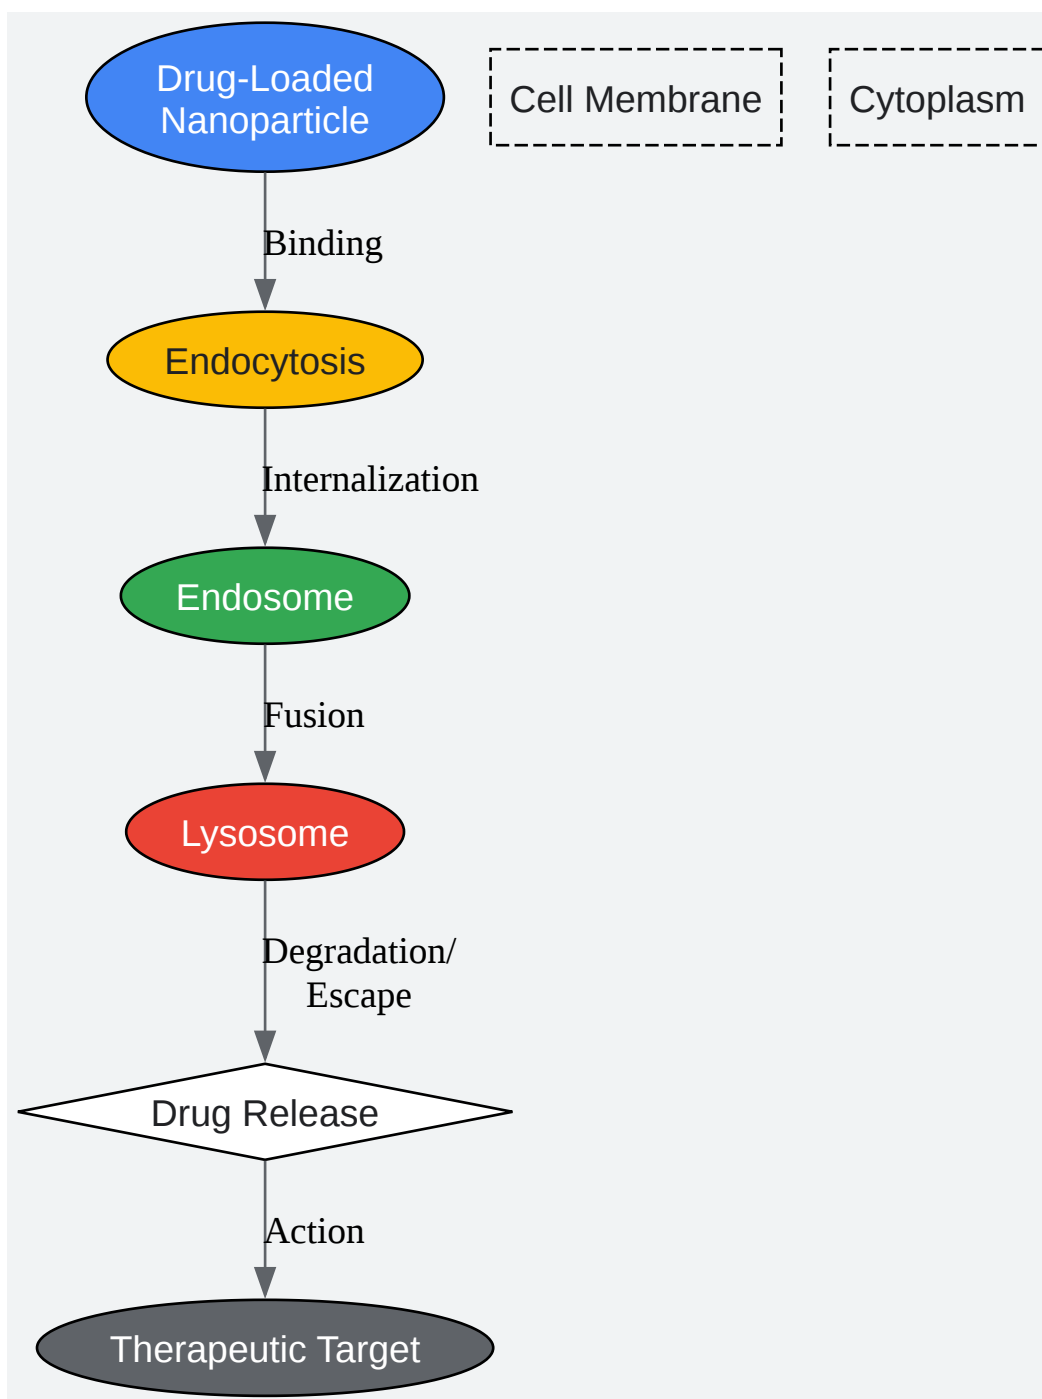 Drug-Loaded
Nanoparticle
Cell Membrane
Cytoplasm
Binding
Endocytosis
Internalization
Endosome
Fusion
Lysosome
Degradation/
Escape
Drug Release
Action
Therapeutic Target